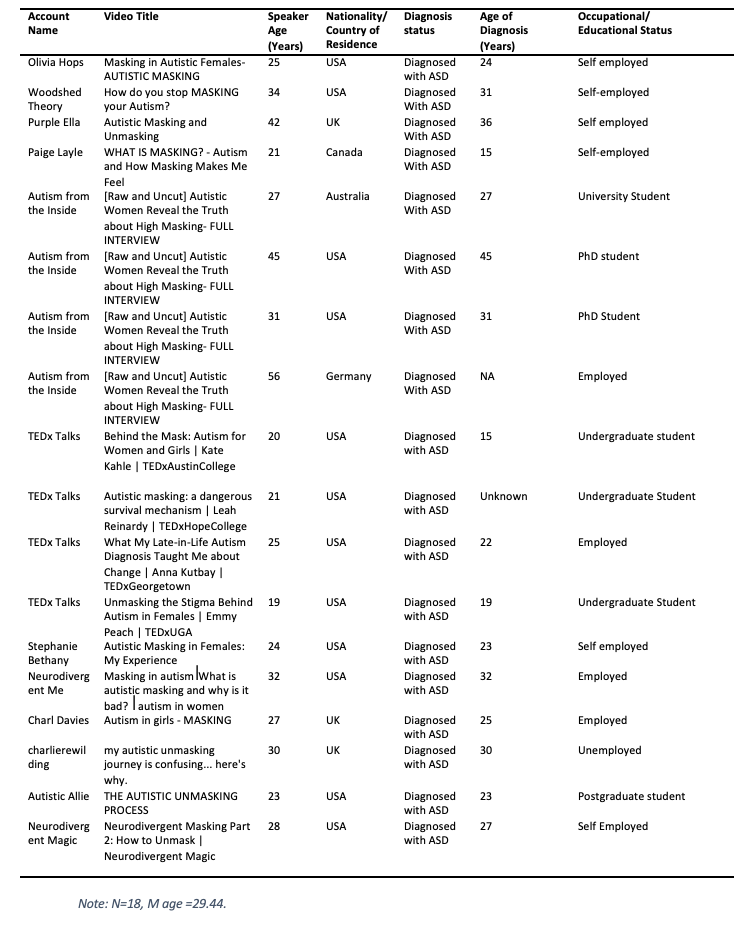 Account Video Title Speaker Nationality/ Diagnosis Age of Occupational/
Name Age Country of status Diagnosis Educational Status
(Years) Residence (Years)
Olivia Hops Masking in Autistic Females- 25 USA Diagnosed 24 Self employed
AUTISTIC MASKING with ASD
Woodshed How do you stop MASKING 34 USA Diagnosed 31 Self-employed
Theory your Autism? With ASD
Purple Ella Autistic Masking and 42 UK Diagnosed 36 Self employed
Unmasking With ASD
Paige Layle WHAT IS MASKING? - Autism 21 Canada Diagnosed 15 Self-employed
and How Masking Makes Me With ASD
Feel
Autism from [Raw and Uncut] Autistic 27 Australia Diagnosed 27 University Student
the Inside Women Reveal the Truth With ASD
about High Masking- FULL
INTERVIEW
Autism from [Raw and Uncut] Autistic 45 USA Diagnosed 45 PhD student
the Inside Women Reveal the Truth With ASD
about High Masking- FULL
INTERVIEW
Autism from [Raw and Uncut] Autistic 31 USA Diagnosed 31 PhD Student
the Inside Women Reveal the Truth With ASD
about High Masking- FULL
INTERVIEW
Autism from [Raw and Uncut] Autistic 56 Germany Diagnosed NA Employed
the Inside Women Reveal the Truth With ASD
about High Masking- FULL
INTERVIEW
TEDx Talks Behind the Mask: Autism for 20 USA Diagnosed 15 Undergraduate student
Women and Girls | Kate with ASD
Kahle | TEDxAustinCollege
TEDx Talks Autistic masking: a dangerous 21 USA Diagnosed Unknown Undergraduate Student
survival mechanism | Leah with ASD
Reinardy | TEDxHopeCollege
TEDx Talks What My Late-in-Life Autism 25 USA Diagnosed 22 Employed
Diagnosis Taught Me about with ASD
Change | Anna Kutbay |
TEDxGeorgetown
TEDx Talks Unmasking the Stigma Behind 19 USA Diagnosed 19 Undergraduate Student
Autism in Females | Emmy with ASD
Peach | TEDxUGA
Stephanie Autistic Masking in Females: 24 USA Diagnosed 23 Self employed
Bethany My Experience with ASD
Neurodiverg Masking in autism|What is 32 USA Diagnosed 32 Employed
ent Me autistic masking and why is it with ASD
bad? | autism in women
Charl Davies Autism in girls - MASKING 27 UK Diagnosed 25 Employed
with ASD
charlierewil my autistic unmasking 30 UK Diagnosed 30 Unemployed
ding journey is confusing... here's with ASD
why.
Autistic Allie THE AUTISTIC UNMASKING 23 USA Diagnosed 23 Postgraduate student
PROCESS with ASD
Neurodiverg Neurodivergent Masking Part 28 USA Diagnosed 27 Self Employed
ent Magic 2: How to Unmask | with ASD
Neurodivergent Magic
Note: N=18, M age =29.44.